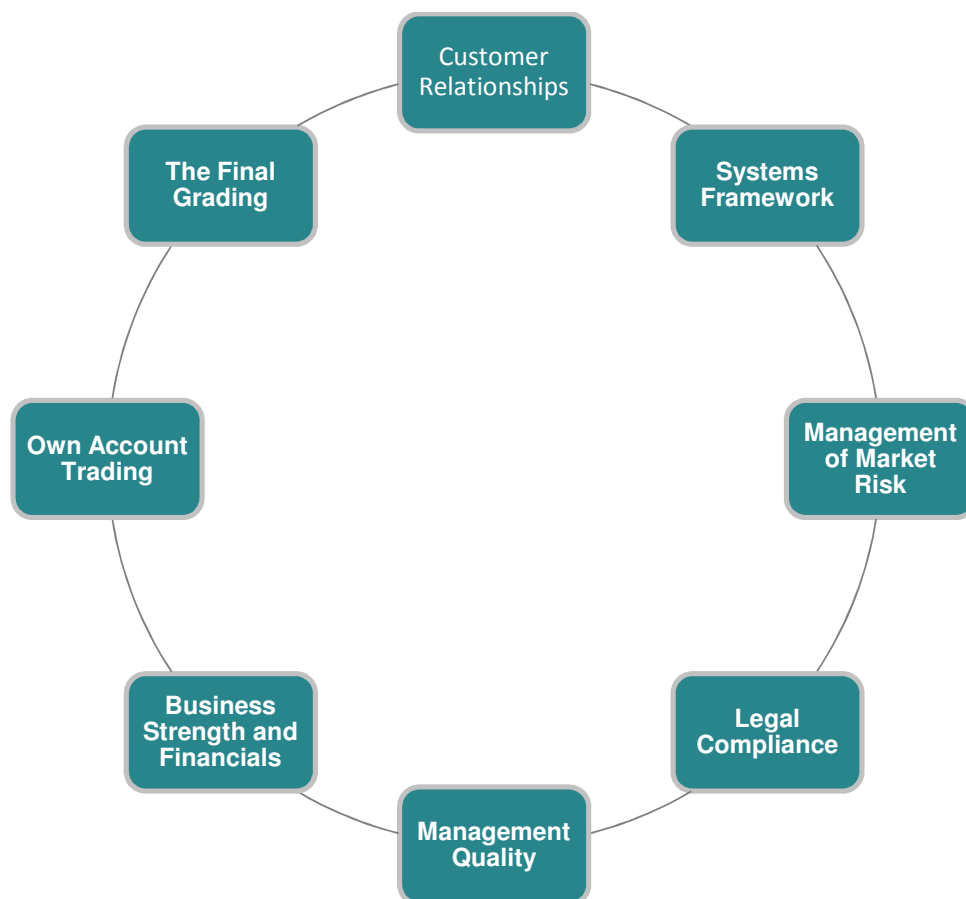 Customer
Relationships
Systems
Framework
Management
of Market
Risk
Legal
Compliance
Management
Quality
Business
Strength and
Financials
Own Account
Trading
The Final
Grading